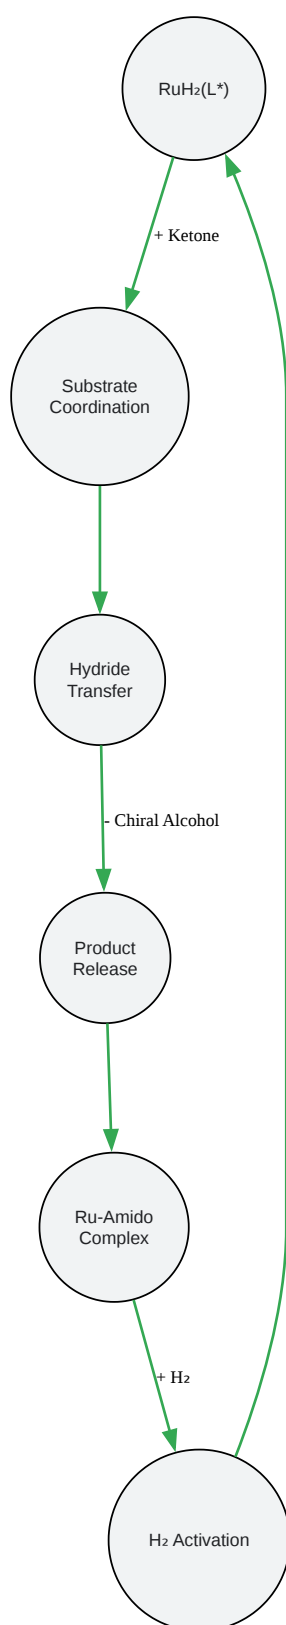 RuH₂(L*)
+ Ketone
Substrate
Coordination
Hydride
Transfer
- Chiral Alcohol
Product
Release
Ru-Amido
Complex
+ H₂
H₂ Activation